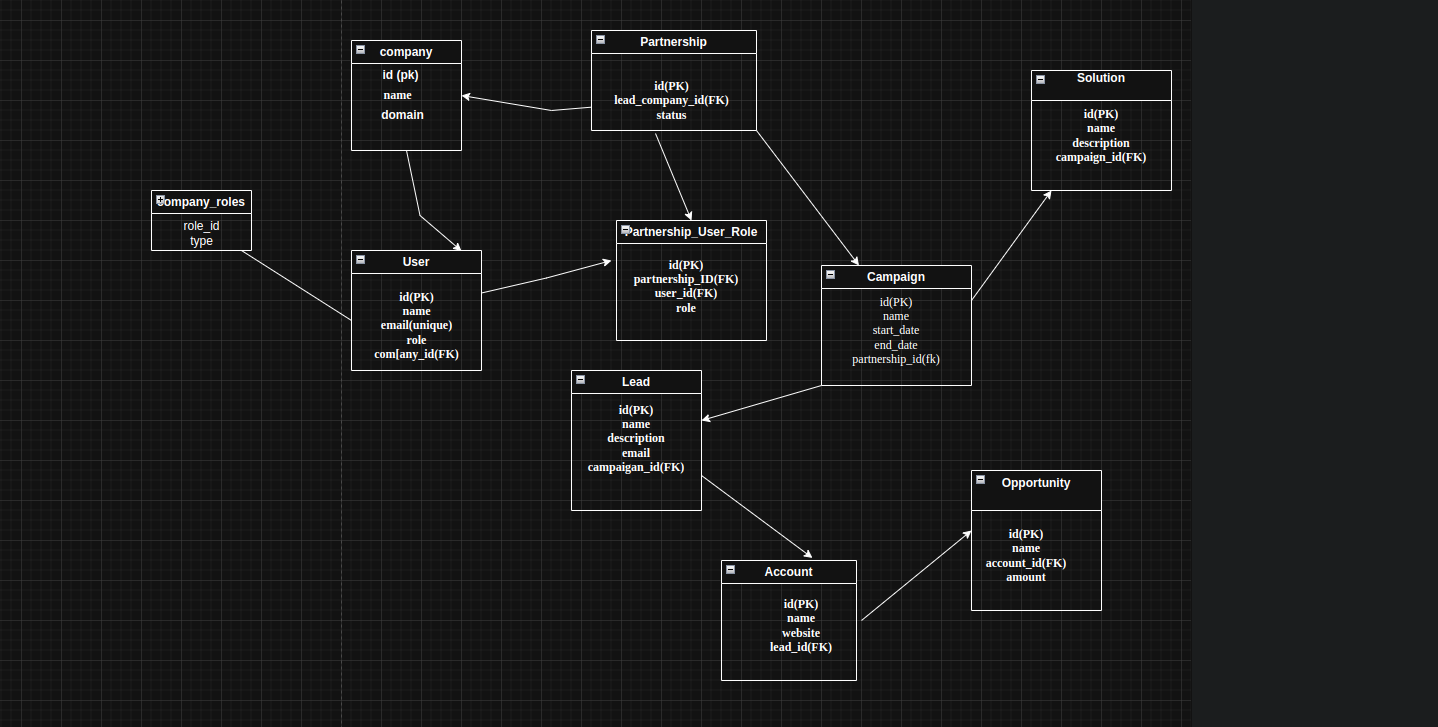 company
id (pk)
name
domain
Partnership
id(PK)
lead_company_id(FK)
status
Solution
id(PK)
name
description
campaign_id(FK)
company_roles
role_id
type
User
id(PK)
name
email(unique)
role
com[any_id(FK)
Partnership_User_Role
id(PK)
partnership_ID(FK)
user_id(FK)
role
Campaign
id(PK)
name
start_date
end_date
partnership_id(fk)
Lead
id(PK)
name
description
email
campaigan_id(FK)
Opportunity
id(PK)
name
account_id(FK)
amount
Account
id(PK)
name
website
lead_id(FK)